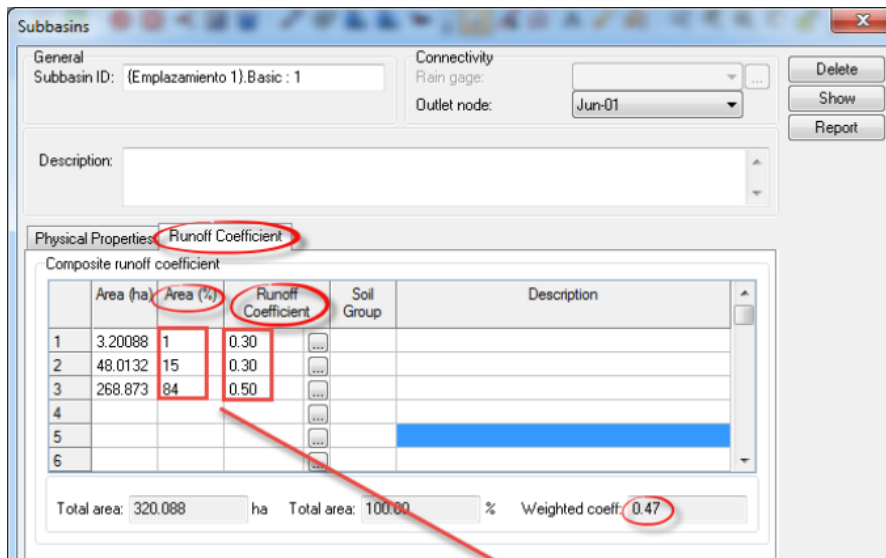 Subbasins
General
Subbasin ID: {Emplazamiento 1}.Basic : 1
Connectivity
Rain gage: ...
Outlet node: Jun-01
Delete
Show
Report
Description:
Physical Properties Runoff Coefficient
Composite runoff coefficient
Area (ha) Area (%) Runoff Coefficient Soil Group Description
1 3.20088 1 0.30 ...
2 48.0132 15 0.30 ...
3 268.873 84 0.50 ...
4 ...
5 ...
6 ...
Total area: 320.088 ha Total area: 100.00 % Weighted coeff: 0.47